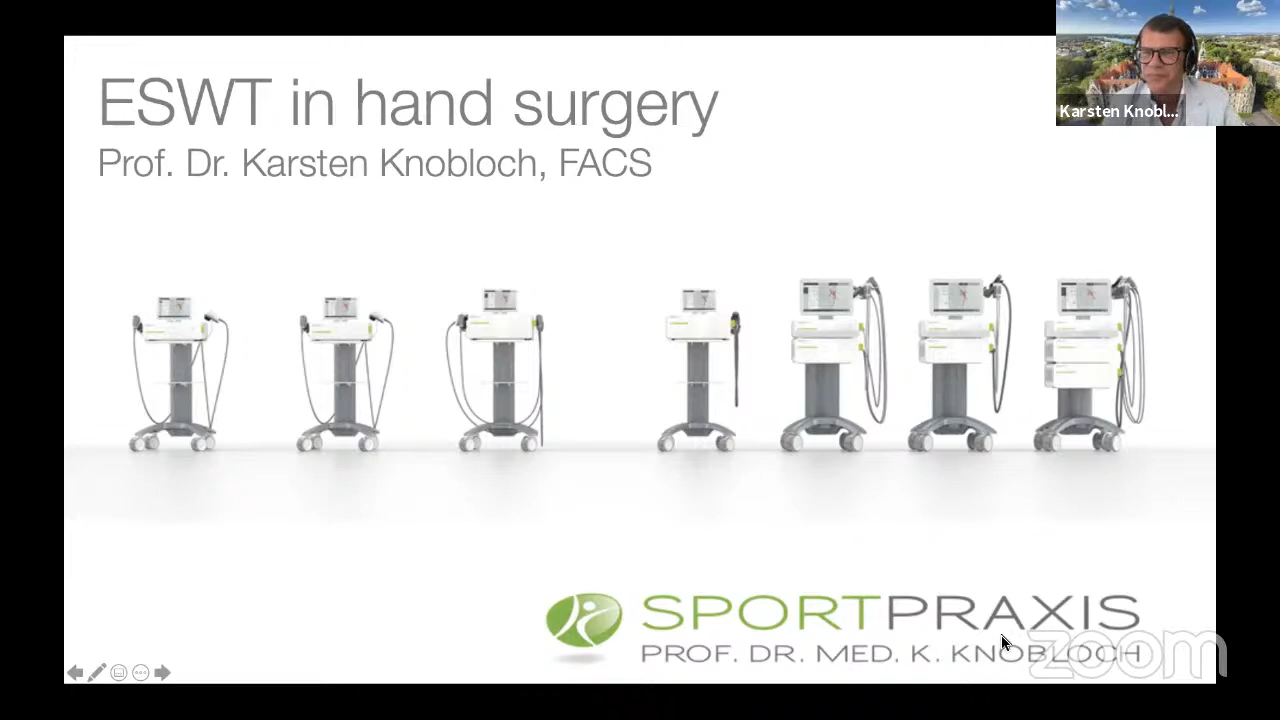 ESWT in hand surgery
Prof. Dr. Karsten Knobloch, FACS
Karsten Knobl...
SPORTPRAXIS
PROF. DR. MED. K. KNOBLOCH
zoom